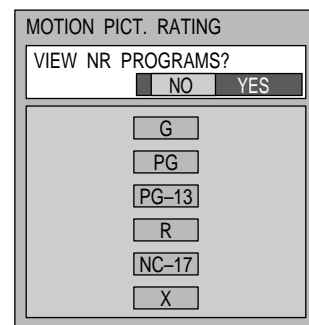 MOTION PICT. RATING
VIEW NR PROGRAMS?
NO YES
G
PG
PG–13
R
NC–17
X